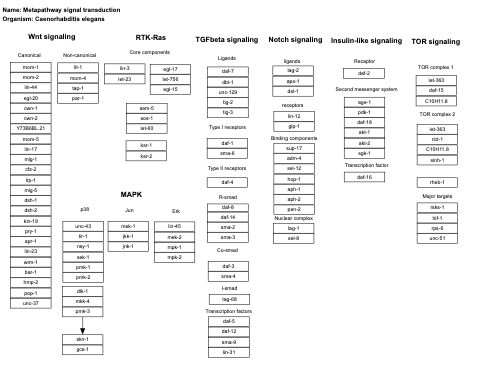 Name: Metapathway signal transduction
Organism: Caenorhabditis elegans
Wnt signaling
Canonical
mom-1
mom-2
lin-44
egl-20
cwn-1
cwn-2
Y73B6BL.21
mom-5
lin-17
mig-1
cfz-2
lrp-1
mig-5
dsh-1
dsh-2
kin-19
pry-1
apr-1
lin-23
wrm-1
bar-1
hmp-2
pop-1
unc-37
Non-canonical
lit-1
mom-4
tap-1
par-1
RTK-Ras
Core components
lin-3
let-23
egl-17
let-756
egl-15
sem-5
soa-1
let-60
ksr-1
ksr-2
MAPK
p38
unc-43
tir-1
nsy-1
sek-1
pmk-1
pmk-2
dlk-1
mkk-4
pmk-3
skn-1
gcs-1
Jun
mek-1
jkk-1
jnk-1
Erk
lin-45
mek-2
mpk-1
mpk-2
TGFbeta signaling
Ligands
daf-7
dbl-1
unc-129
tig-2
tig-3
Type I receptors
daf-1
sma-6
Type II receptors
daf-4
R-smad
daf-8
daf-14
sma-2
sma-3
Co-smad
daf-3
sma-4
I-smad
tag-68
Transcription factors
daf-5
daf-12
sma-9
lin-31
Notch signaling
ligands
lag-2
apx-1
dsl-1
receptors
lin-12
glp-1
Binding components
sup-17
adm-4
sel-12
hop-1
aph-1
aph-2
pen-2
Nuclear complex
lag-1
sel-8
Insulin-like signaling
Receptor
daf-2
Second messenger system
age-1
pdk-1
daf-18
akt-1
akt-2
sgk-1
Transcription factor
daf-16
TOR signaling
TOR complex 1
let-363
daf-15
C10H11.8
TOR complex 2
let-363
rict-1
C10H11.8
sinh-1
rheb-1
Major targets
rsks-1
hif-1
rps-6
unc-51